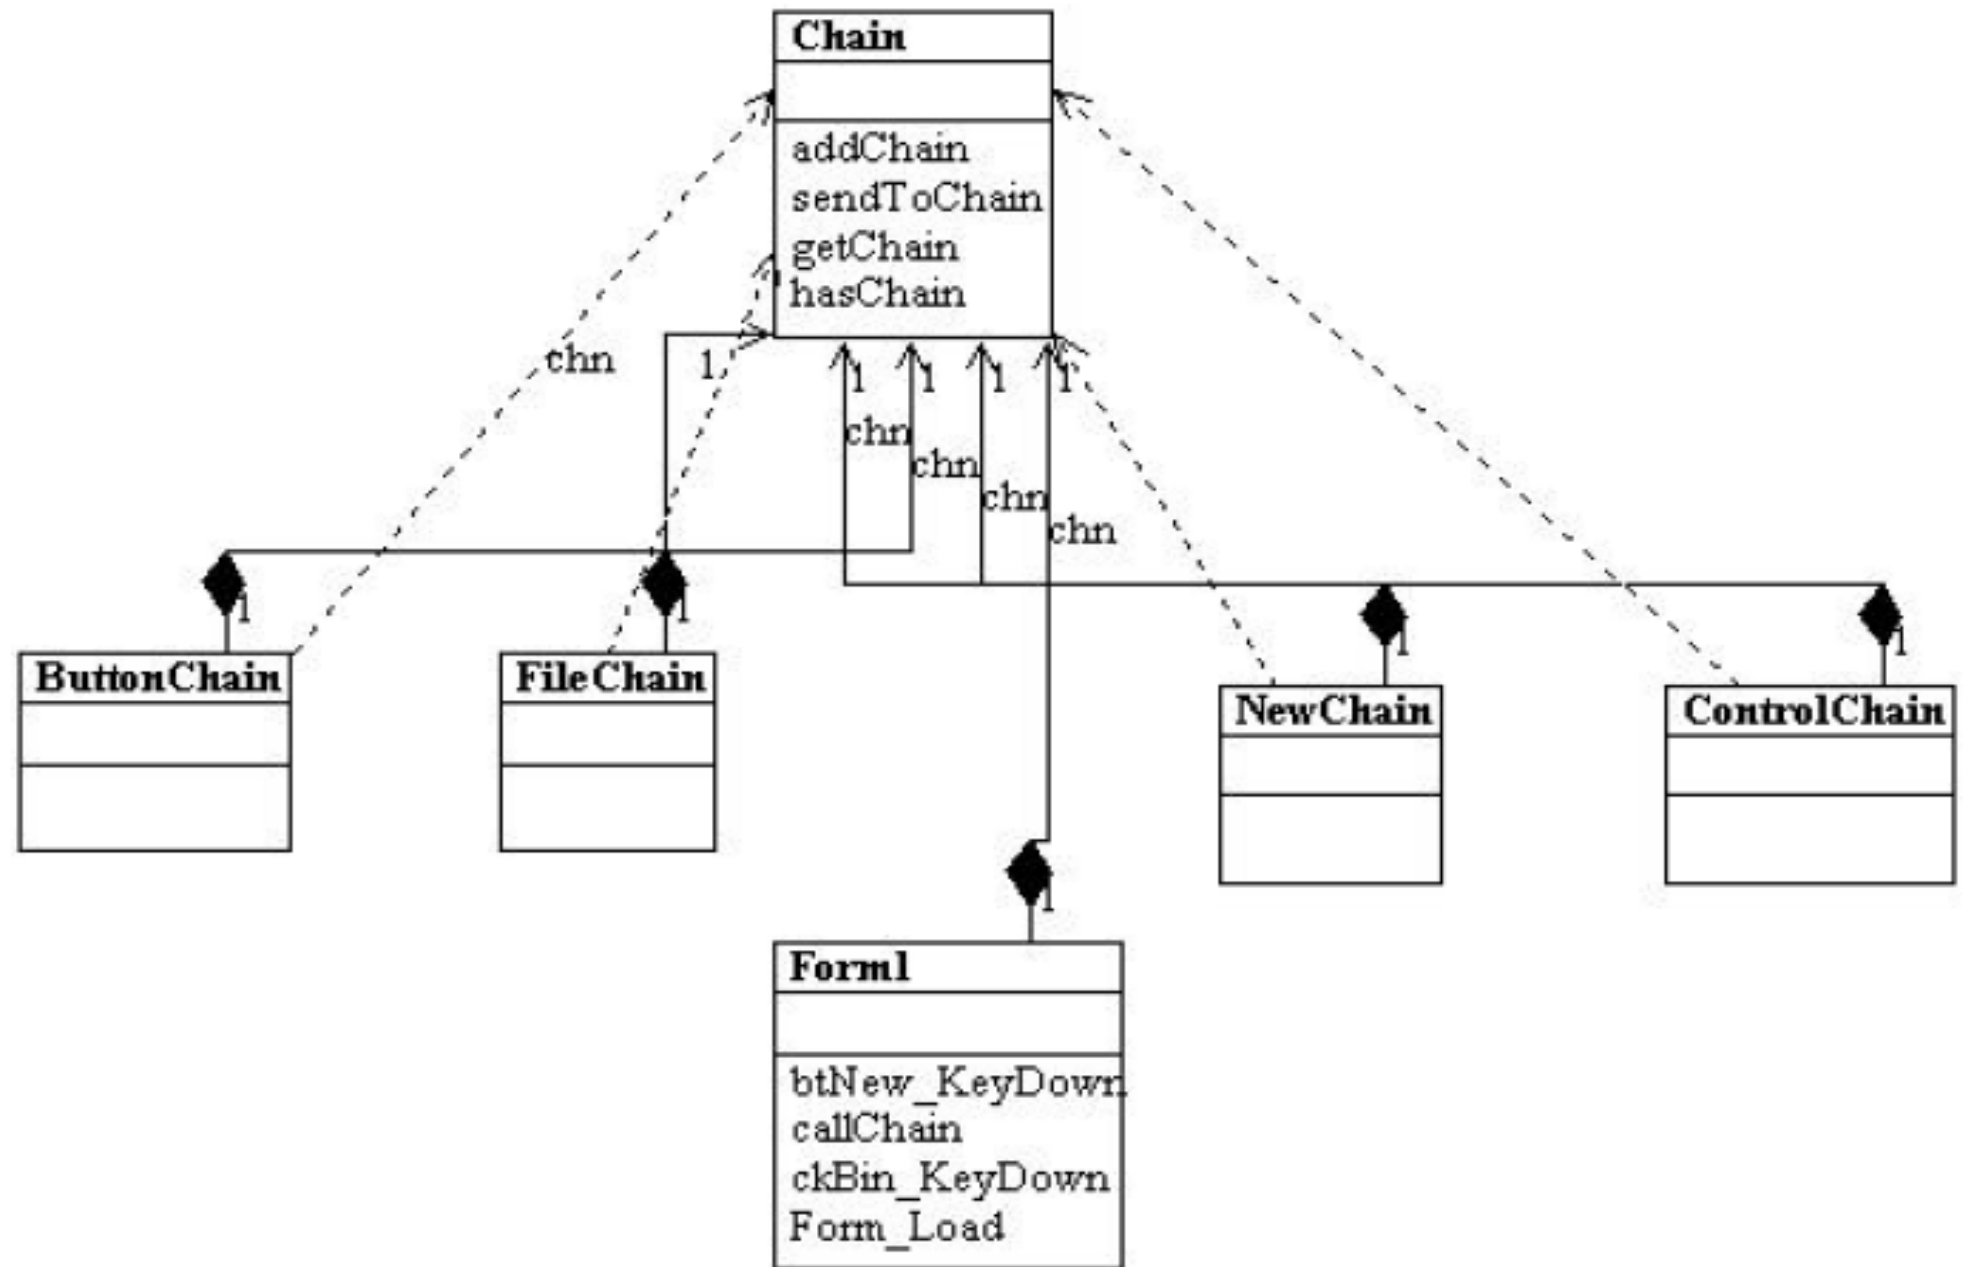 Chain
addChain
sendToChain
getChain
hasChain
chn
1
1
1
1
1
chn
chn
chn
chn
1
1
1
1
ButtonChain
FileChain
NewChain
ControlChain
1
Form1
btNew_KeyDown
callChain
ckBin_KeyDown
Form_Load